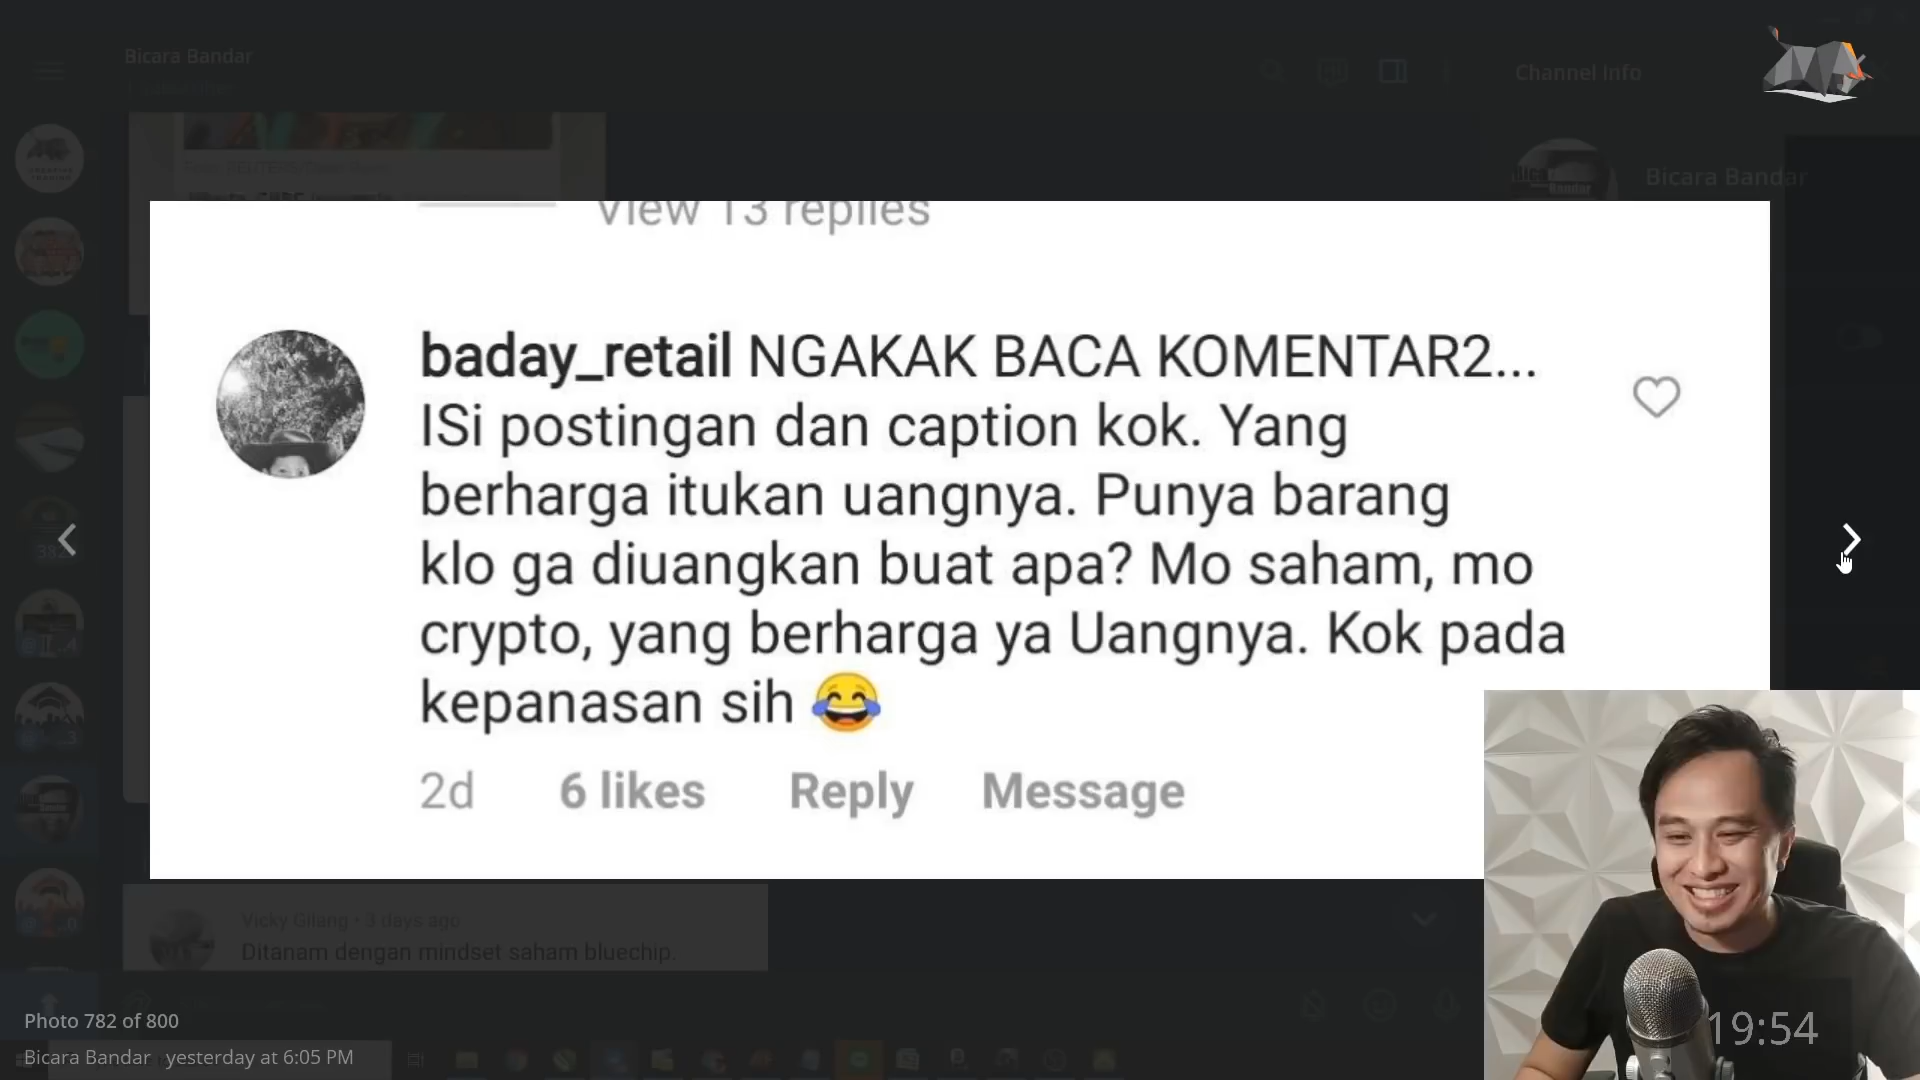 Bicara Bandar
Channel Info
Bicara Bandar
View 13 replies
baday_retail NGAKAK BACA KOMENTAR2...
ISi postingan dan caption kok. Yang
berharga itukan uangnya. Punya barang
klo ga diuangkan buat apa? Mo saham, mo
crypto, yang berharga ya Uangnya. Kok pada
kepanasan sih 😂
2d 6 likes Reply Message
Vicky Gilang • 3 days ago
Ditanam dengan mindset saham bluechip.
Photo 782 of 800
Bicara Bandar yesterday at 6:05 PM
19:54